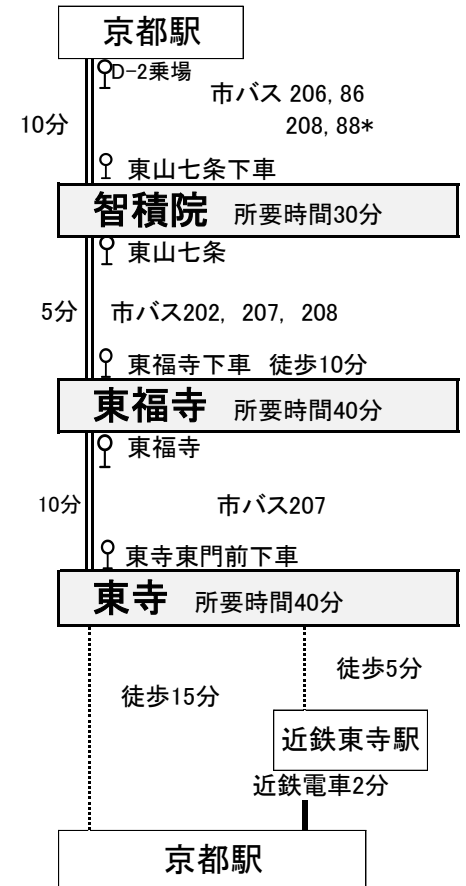 京都駅
D-2乗場
市バス 206, 86
10分
208, 88*
東山七条下車
智積院 所要時間30分
東山七条
5分 市バス202, 207, 208
東福寺下車 徒歩10分
東福寺 所要時間40分
東福寺
10分 市バス207
東寺東門前下車
東寺 所要時間40分
徒歩5分
徒歩15分
近鉄東寺駅
近鉄電車2分
京都駅